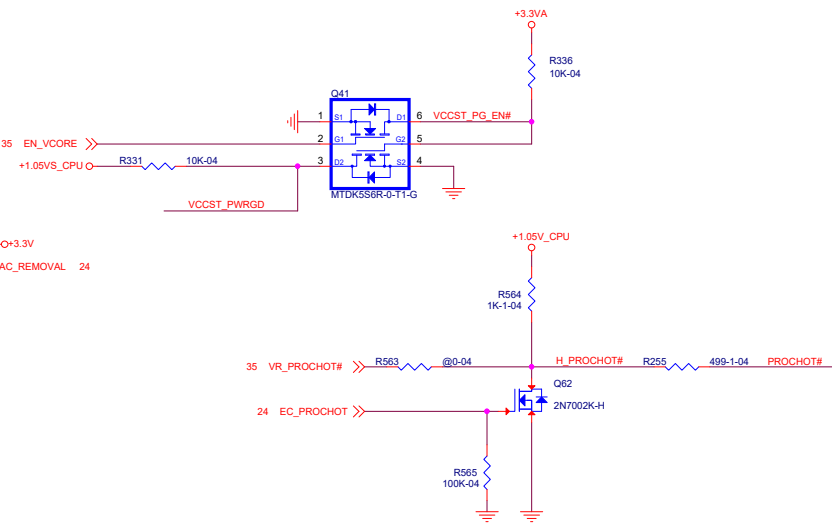 +3.3VA
R336
10K-04
Q41
1 S1 D1 6 VCCST_PG_EN#
35 EN_VCORE 2 G1 G2 5
+1.05VS_CPU R331 10K-04 3 D2 S2 4
MTDK5S6R-0-T1-G
VCCST_PWRGD
+3.3V
AC_REMOVAL 24
+1.05V_CPU
R564
1K-1-04
35 VR_PROCHOT# R563 @0-04 H_PROCHOT# R255 499-1-04 PROCHOT#
Q62
2N7002K-H
24 EC_PROCHOT
R565
100K-04